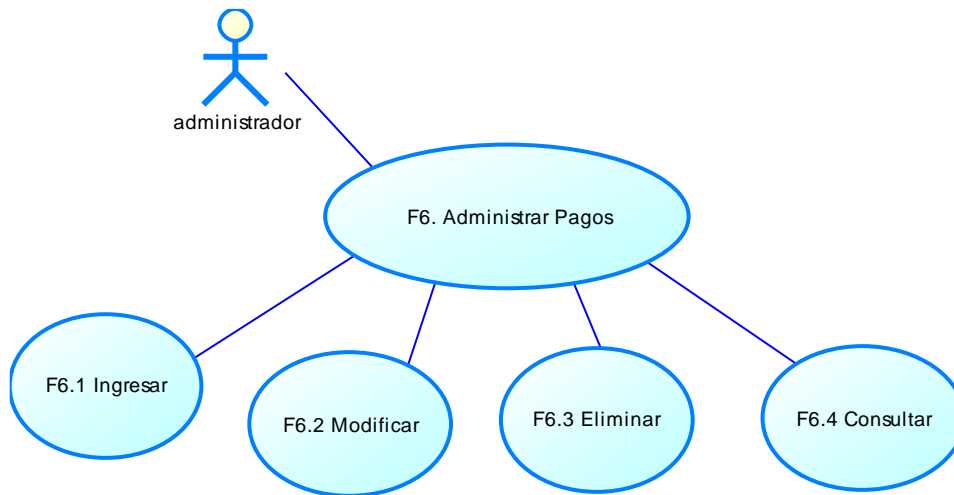 administrador
F6. Administrar Pagos
F6.1 Ingresar
F6.2 Modificar
F6.3 Eliminar
F6.4 Consultar